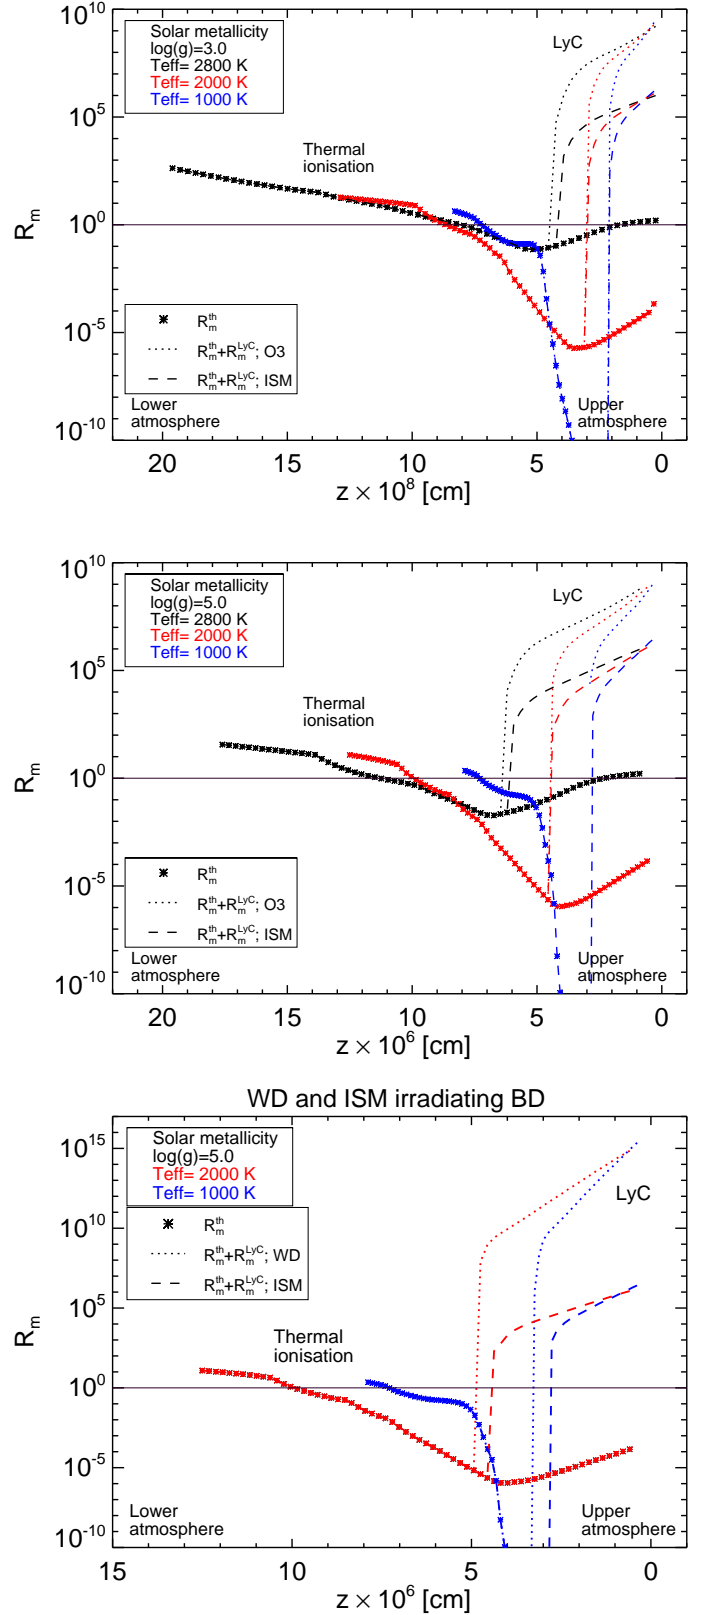 10^10
10^5
10^0
10^-5
10^-10
R_m
Solar metallicity
log(g)=3.0
Teff= 2800 K
Teff= 2000 K
Teff= 1000 K
LyC
Thermal
ionisation
R_m^th
R_m^th+R_m^LyC; O3
R_m^th+R_m^LyC; ISM
Lower
atmosphere
Upper
atmosphere
20 15 10 5 0
z × 10^8 [cm]
10^10
10^5
10^0
10^-5
10^-10
R_m
Solar metallicity
log(g)=5.0
Teff= 2800 K
Teff= 2000 K
Teff= 1000 K
LyC
Thermal
ionisation
R_m^th
R_m^th+R_m^LyC; O3
R_m^th+R_m^LyC; ISM
Lower
atmosphere
Upper
atmosphere
20 15 10 5 0
z × 10^6 [cm]
WD and ISM irradiating BD
10^15
10^10
10^5
10^0
10^-5
10^-10
R_m
Solar metallicity
log(g)=5.0
Teff= 2000 K
Teff= 1000 K
LyC
R_m^th
R_m^th+R_m^LyC; WD
R_m^th+R_m^LyC; ISM
Thermal
ionisation
Lower
atmosphere
Upper
atmosphere
15 10 5 0
z × 10^6 [cm]